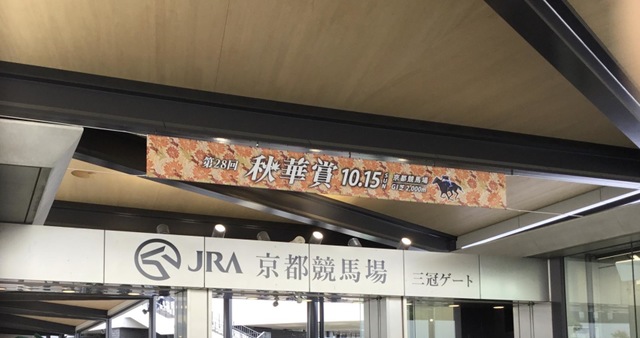 第28回 秋華賞 10.15 SUN 京都競馬場
GI 芝2,000m
JRA 京都競馬場 三冠ゲート